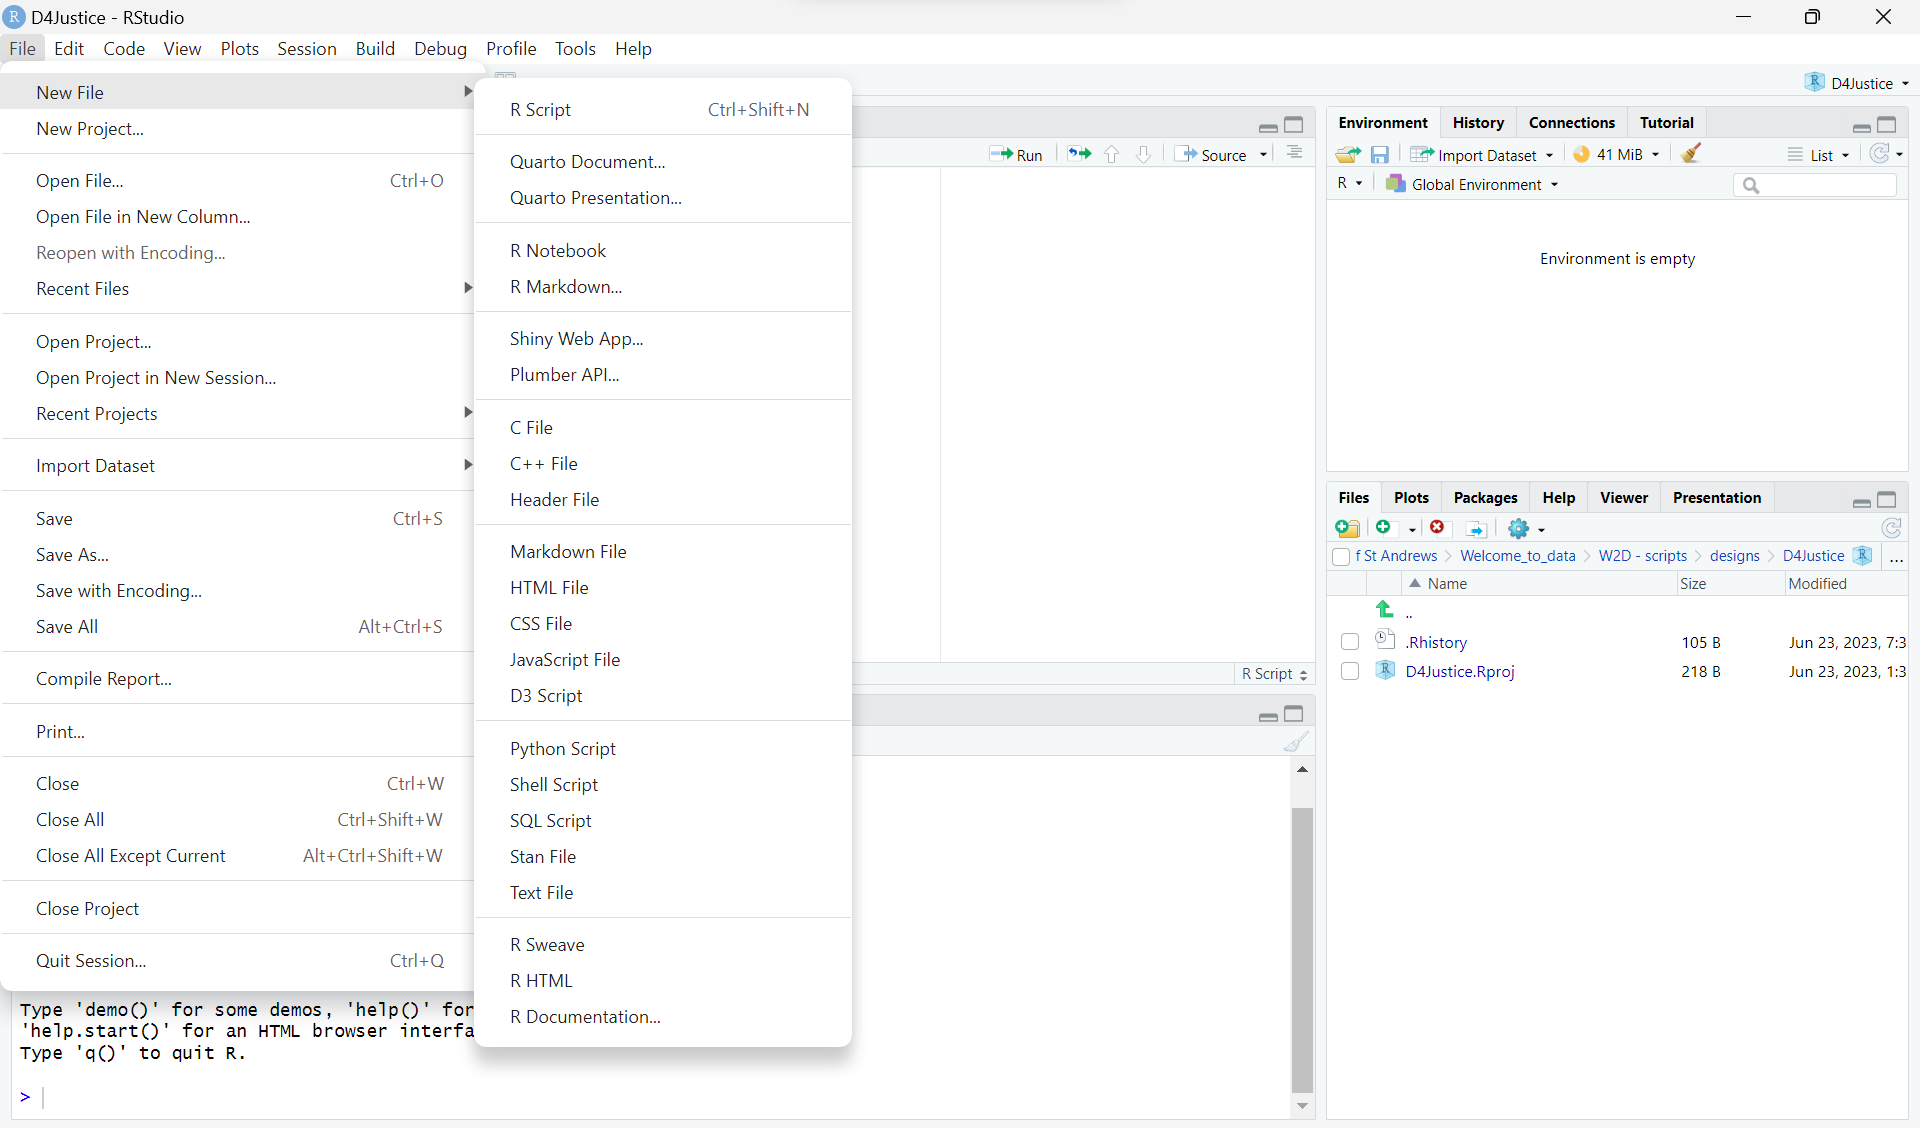 D4Justice - RStudio
File Edit Code View Plots Session Build Debug Profile Tools Help
D4Justice
New File
New Project...
Open File... Ctrl+O
Open File in New Column...
Reopen with Encoding...
Recent Files
Open Project...
Open Project in New Session...
Recent Projects
Import Dataset
Save Ctrl+S
Save As...
Save with Encoding...
Save All Alt+Ctrl+S
Compile Report...
Print...
Close Ctrl+W
Close All Ctrl+Shift+W
Close All Except Current Alt+Ctrl+Shift+W
Close Project
Quit Session... Ctrl+Q
R Script Ctrl+Shift+N
Quarto Document...
Quarto Presentation...
R Notebook
R Markdown...
Shiny Web App...
Plumber API...
C File
C++ File
Header File
Markdown File
HTML File
CSS File
JavaScript File
D3 Script
Python Script
Shell Script
SQL Script
Stan File
Text File
R Sweave
R HTML
R Documentation...
Run Source
R Script
Type 'demo()' for some demos, 'help()' for
'help.start()' for an HTML browser interfa
Type 'q()' to quit R.
>
Environment History Connections Tutorial
Import Dataset 41 MiB List
R Global Environment
Environment is empty
Files Plots Packages Help Viewer Presentation
f St Andrews Welcome_to_data W2D - scripts designs D4Justice ...
Name Size Modified
..
.Rhistory 105 B Jun 23, 2023, 7:3
D4Justice.Rproj 218 B Jun 23, 2023, 1:3